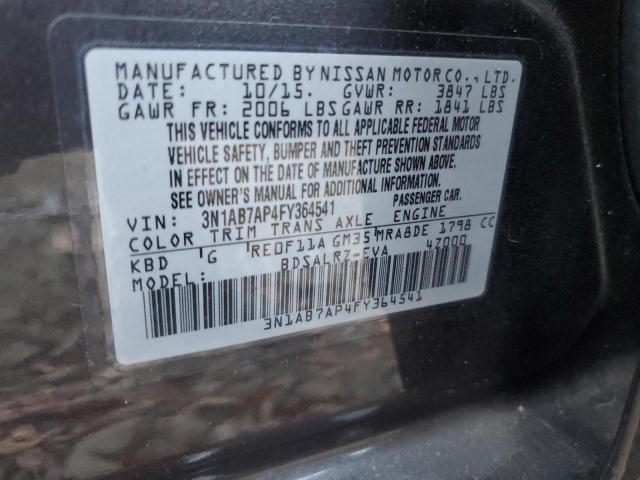 MANUFACTURED BY NISSAN MOTOR CO., LTD.
DATE: 10/15. GVWR: 3847 LBS
GAWR FR: 2006 LBS GAWR RR: 1841 LBS
THIS VEHICLE CONFORMS TO ALL APPLICABLE FEDERAL MOTOR
VEHICLE SAFETY, BUMPER AND THEFT PREVENTION STANDARDS
IN EFFECT ON THE DATE OF MANUFACTURE SHOWN ABOVE.
SEE OWNER'S MANUAL FOR ADDITIONAL INFORMATION.
VIN: 3N1AB7AP4FY364541 PASSENGER CAR.
COLOR TRIM TRANS AXLE ENGINE
KBD G RE0F11A GM35 MRA8DE 1798 CC
MODEL: BDSALRZ-EVA 4Z000
3N1AB7AP4FY364541